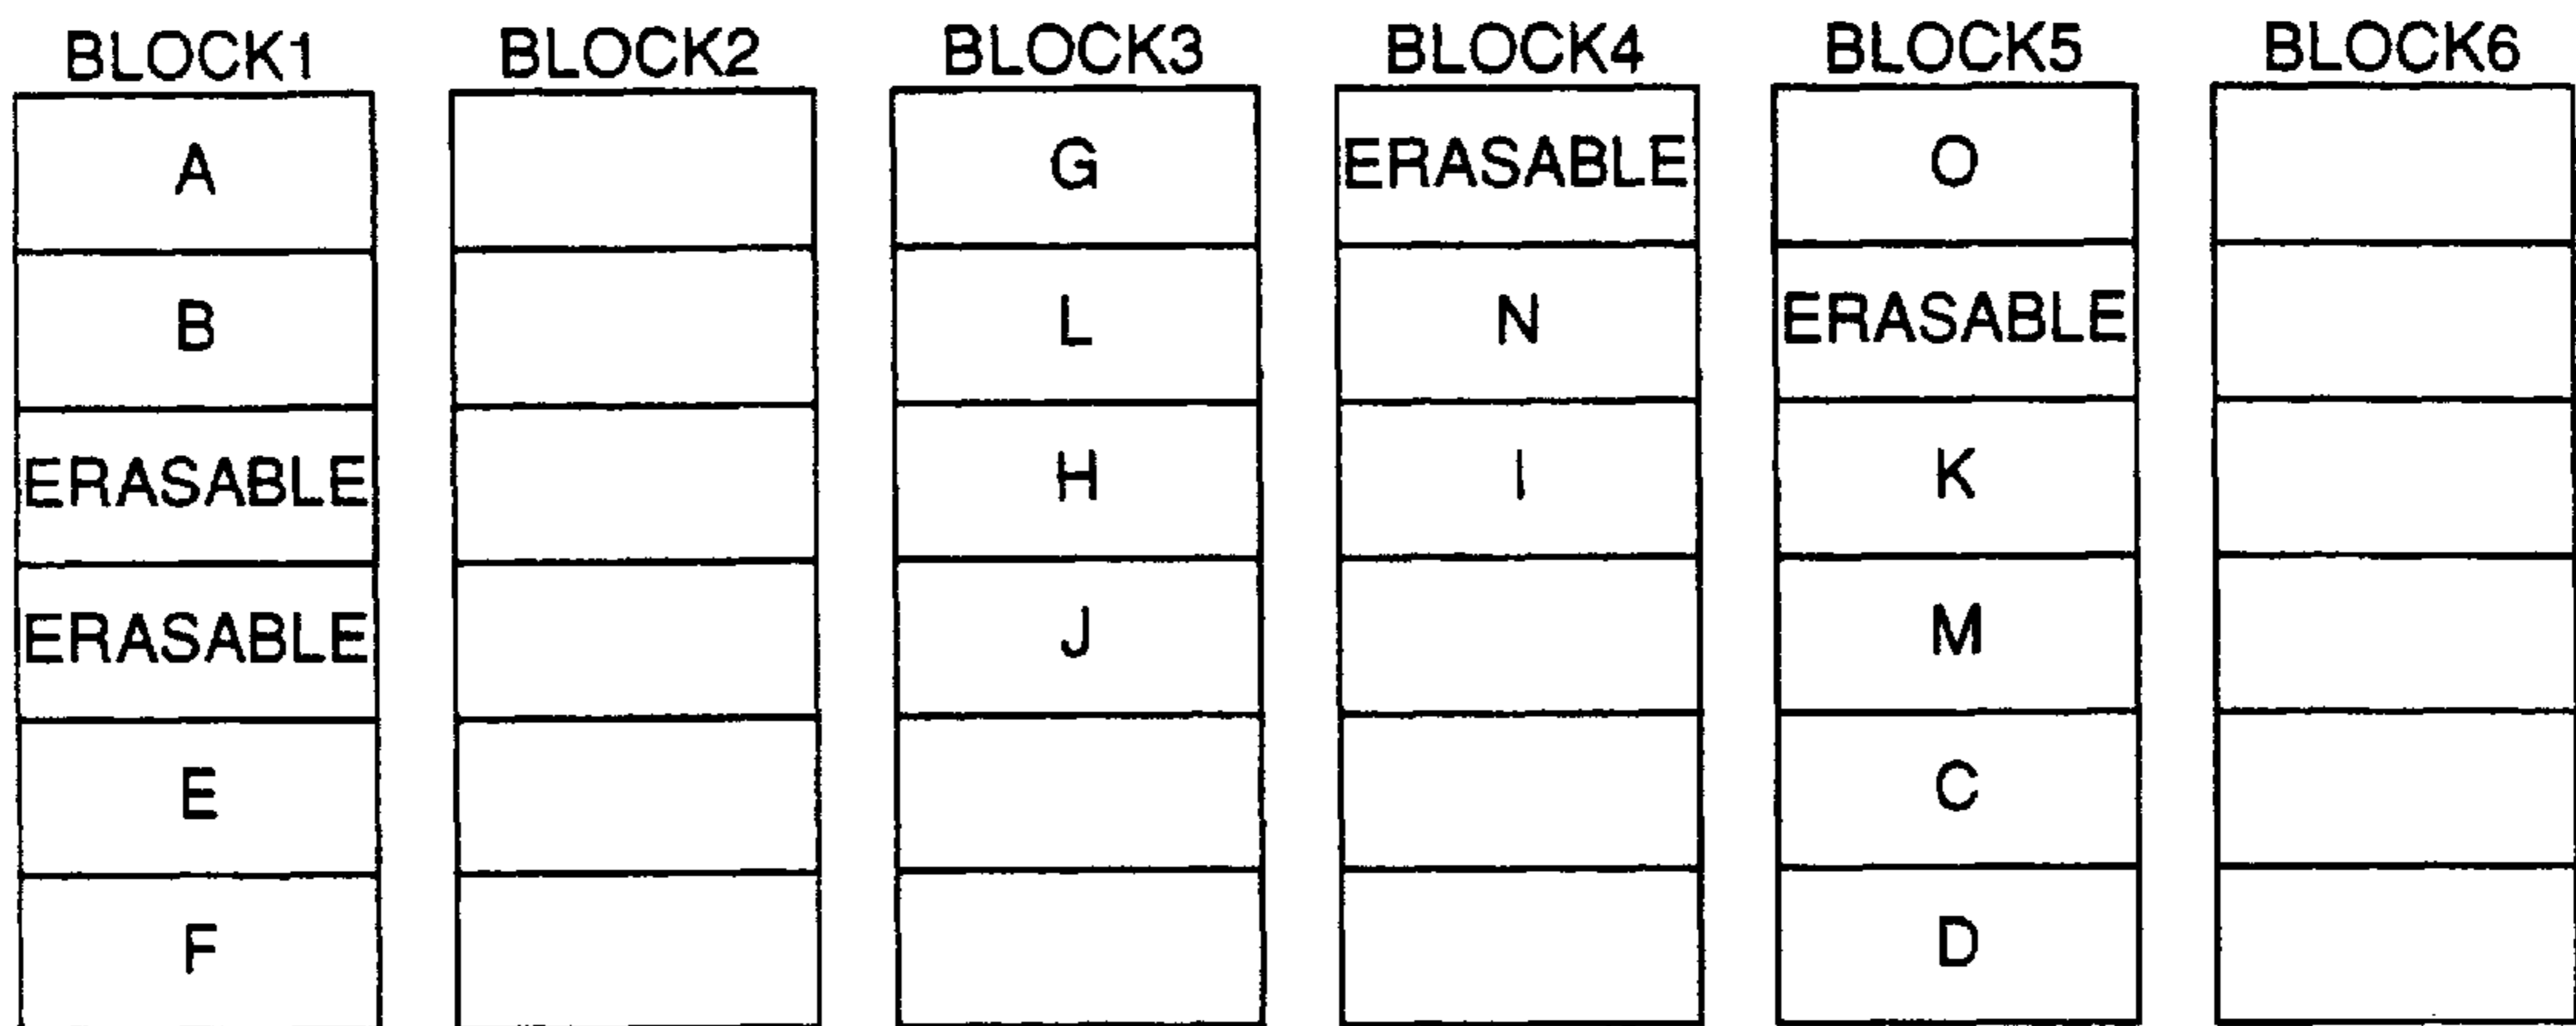 BLOCK1 BLOCK2 BLOCK3 BLOCK4 BLOCK5 BLOCK6
A G ERASABLE O
B L N ERASABLE
ERASABLE H I K
ERASABLE J M
E C
F D